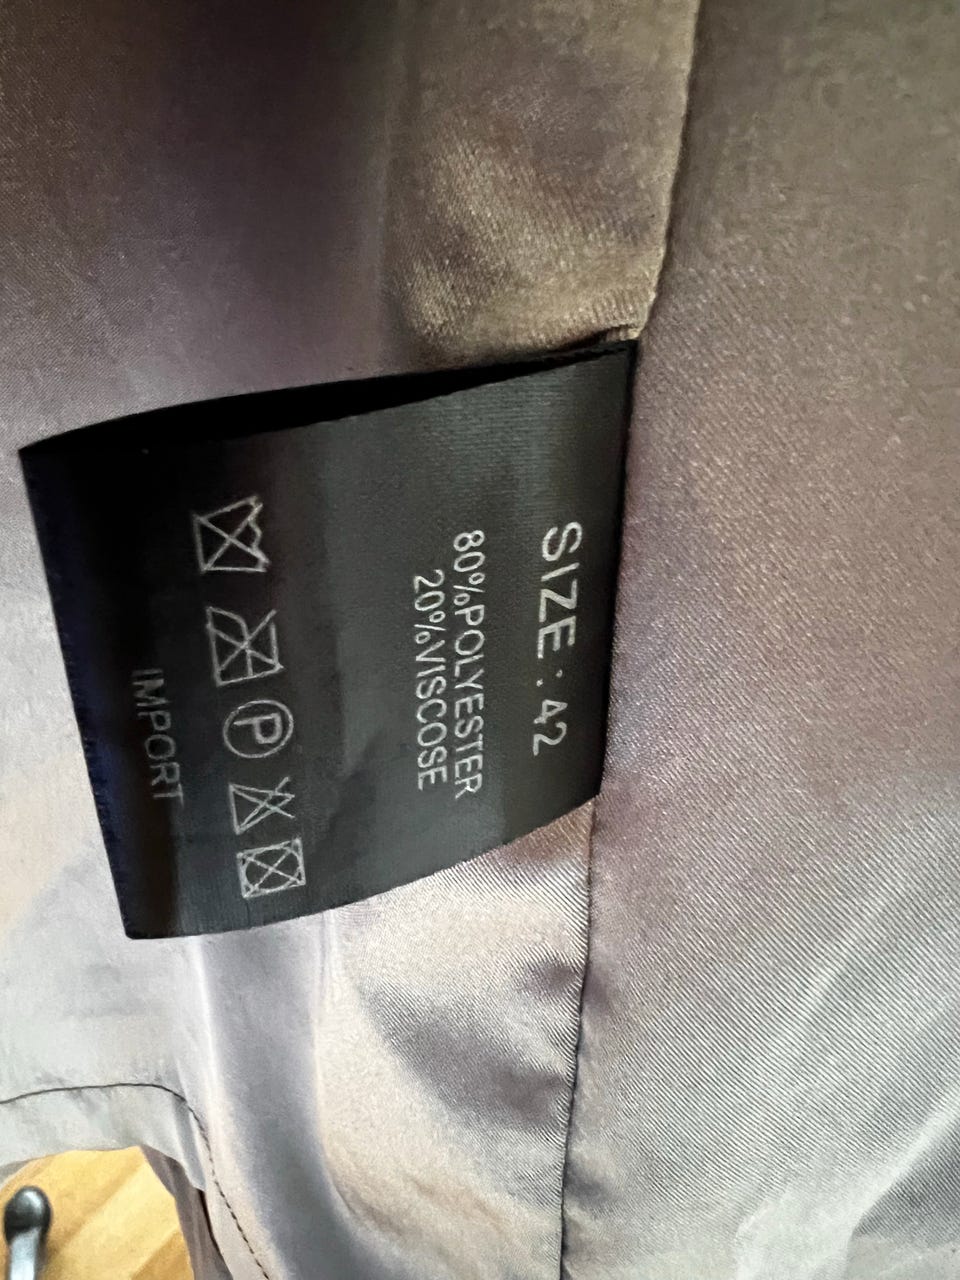 SIZE : 42
80%POLYESTER
20%VISCOSE
P
IMPORT